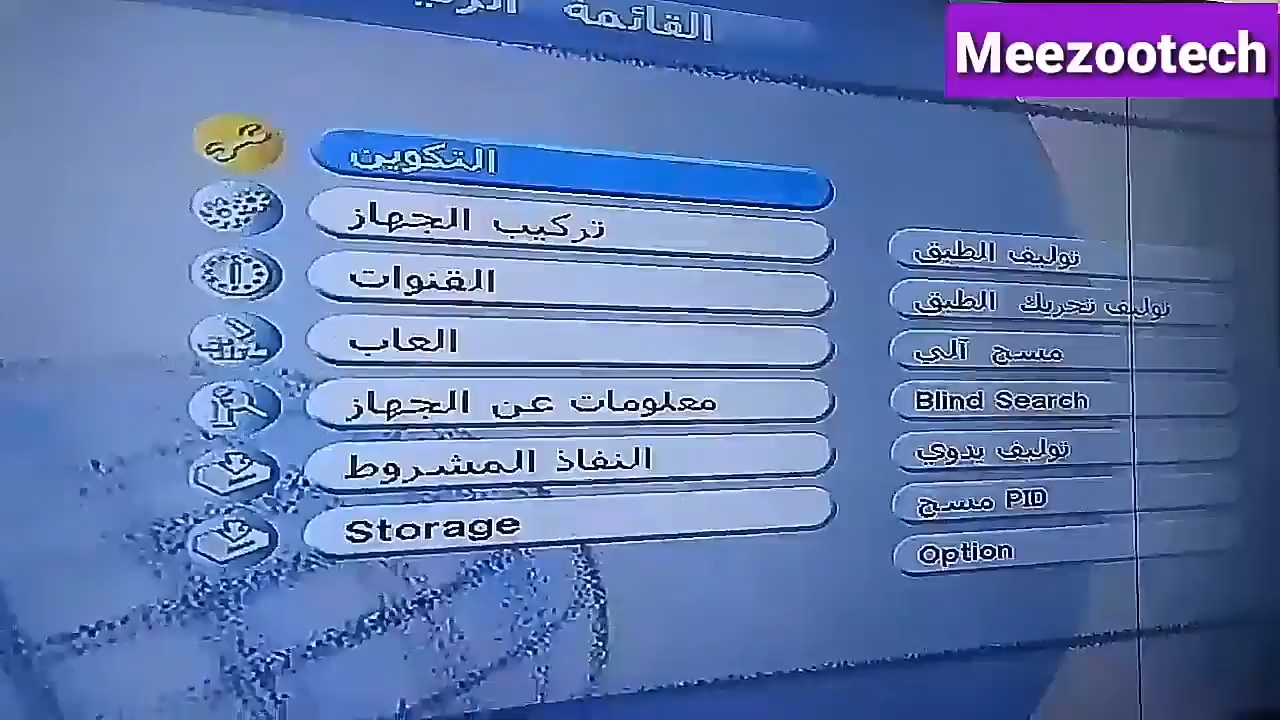 القائمة
Meezootech
التكوين
تركيب الجهاز
القنوات
العاب
معلومات عن الجهاز
النفاذ المشروط
Storage
توليف الطبق
توليف تحريك الطبق
مسح آلي
Blind Search
توليف يدوي
PID مسح
Option